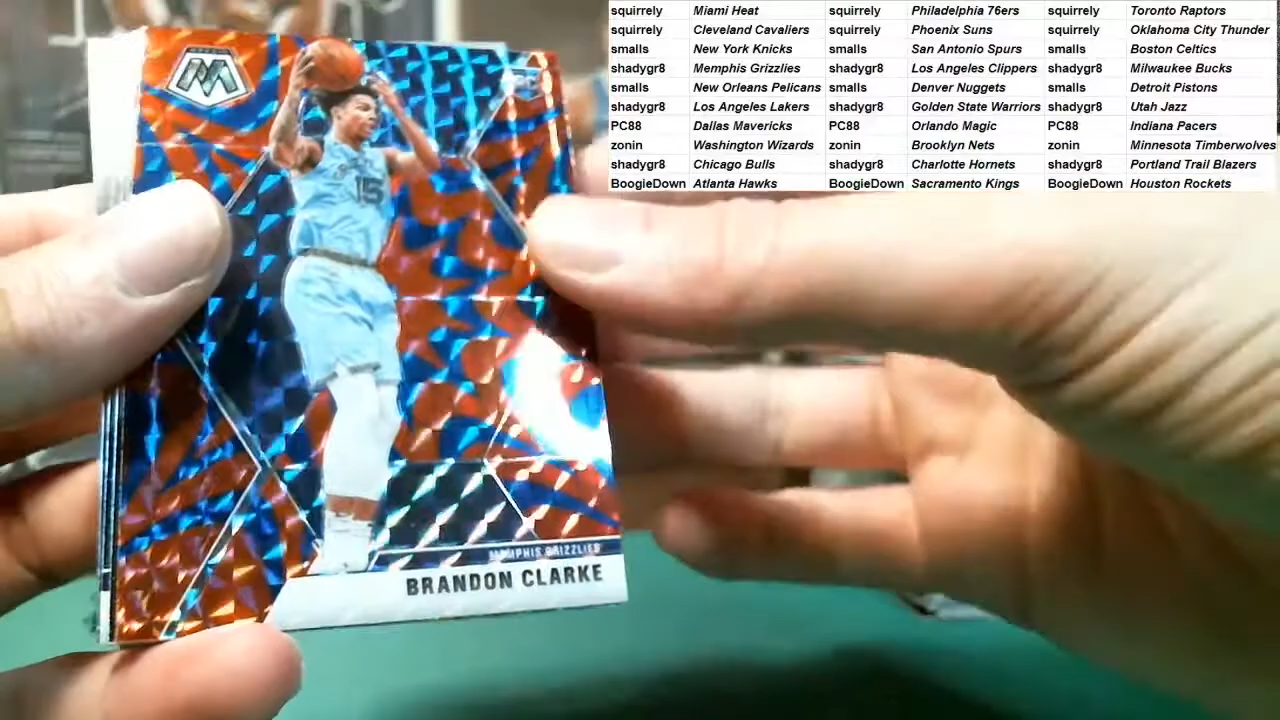 squirrely Miami Heat squirrely Philadelphia 76ers squirrely Toronto Raptors
squirrely Cleveland Cavaliers squirrely Phoenix Suns squirrely Oklahoma City Thunder
smalls New York Knicks smalls San Antonio Spurs smalls Boston Celtics
shadygr8 Memphis Grizzlies shadygr8 Los Angeles Clippers shadygr8 Milwaukee Bucks
smalls New Orleans Pelicans smalls Denver Nuggets smalls Detroit Pistons
shadygr8 Los Angeles Lakers shadygr8 Golden State Warriors shadygr8 Utah Jazz
PC88 Dallas Mavericks PC88 Orlando Magic PC88 Indiana Pacers
zonin Washington Wizards zonin Brooklyn Nets zonin Minnesota Timberwolves
shadygr8 Chicago Bulls shadygr8 Charlotte Hornets shadygr8 Portland Trail Blazers
BoogieDown Atlanta Hawks BoogieDown Sacramento Kings BoogieDown Houston Rockets
M
15
MEMPHIS GRIZZLIES
BRANDON CLARKE